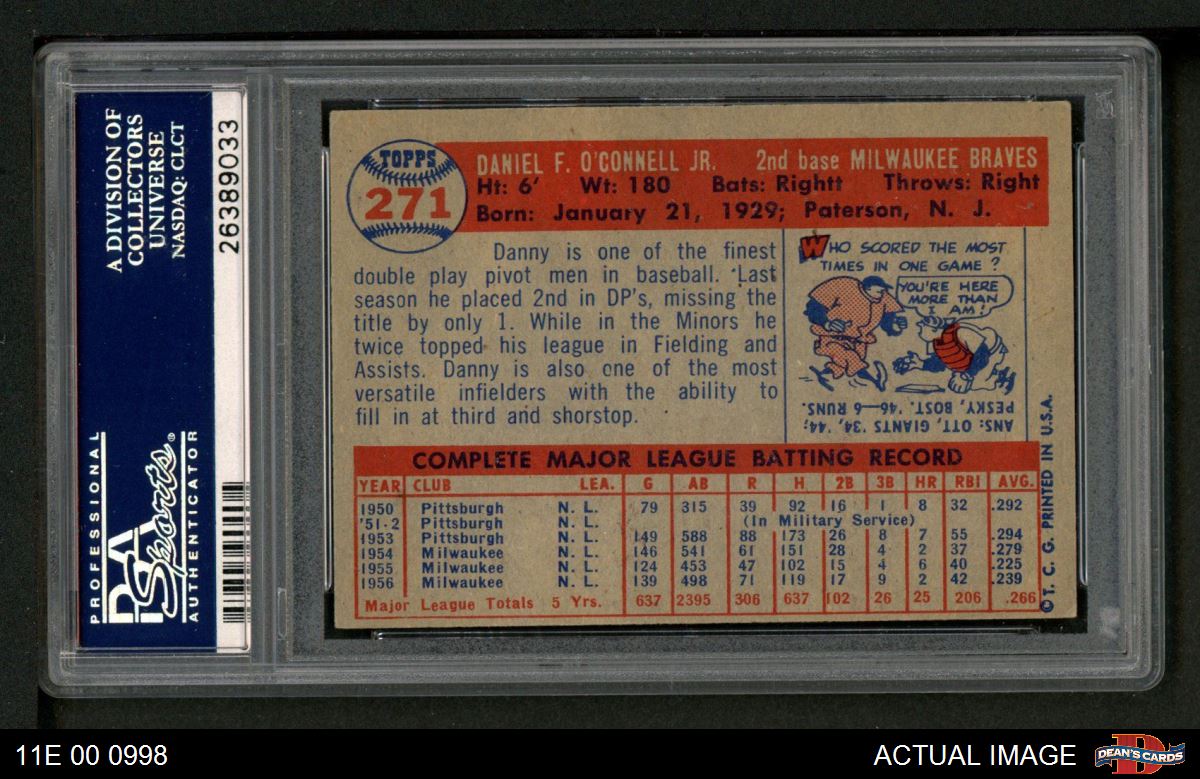 A DIVISION OF
COLLECTORS
UNIVERSE
NASDAQ: CLCT
26389033
PROFESSIONAL
PSA
Sports®
AUTHENTICATOR
TOPPS
271
DANIEL F. O'CONNELL JR. 2nd base MILWAUKEE BRAVES
Ht: 6' Wt: 180 Bats: Rightt Throws: Right
Born: January 21, 1929; Paterson, N. J.
Danny is one of the finest
double play pivot men in baseball. Last
season he placed 2nd in DP's, missing the
title by only 1. While in the Minors he
twice topped his league in Fielding and
Assists. Danny is also one of the most
versatile infielders with the ability to
fill in at third and shorstop.
WHO SCORED THE MOST
TIMES IN ONE GAME?
YOU'RE HERE
MORE THAN
I AM!
ANS: OTT, GIANTS '34, '44;
PESKY, BOST. '46—6 RUNS.
COMPLETE MAJOR LEAGUE BATTING RECORD
YEAR CLUB LEA. G AB R H 2B 3B HR RBI AVG.
1950 Pittsburgh N. L. 79 315 39 92 16 1 8 32 .292
'51-2 Pittsburgh N. L. (In Military Service)
1953 Pittsburgh N. L. 149 588 88 173 26 8 7 55 .294
1954 Milwaukee N. L. 146 541 61 151 28 4 2 37 .279
1955 Milwaukee N. L. 124 453 47 102 15 4 6 40 .225
1956 Milwaukee N. L. 139 498 71 119 17 9 2 42 .239
Major League Totals 5 Yrs. 637 2395 306 637 102 26 25 206 .266
©T. C. G. PRINTED IN U.S.A.
11E 00 0998
ACTUAL IMAGE
DEAN'S CARDS